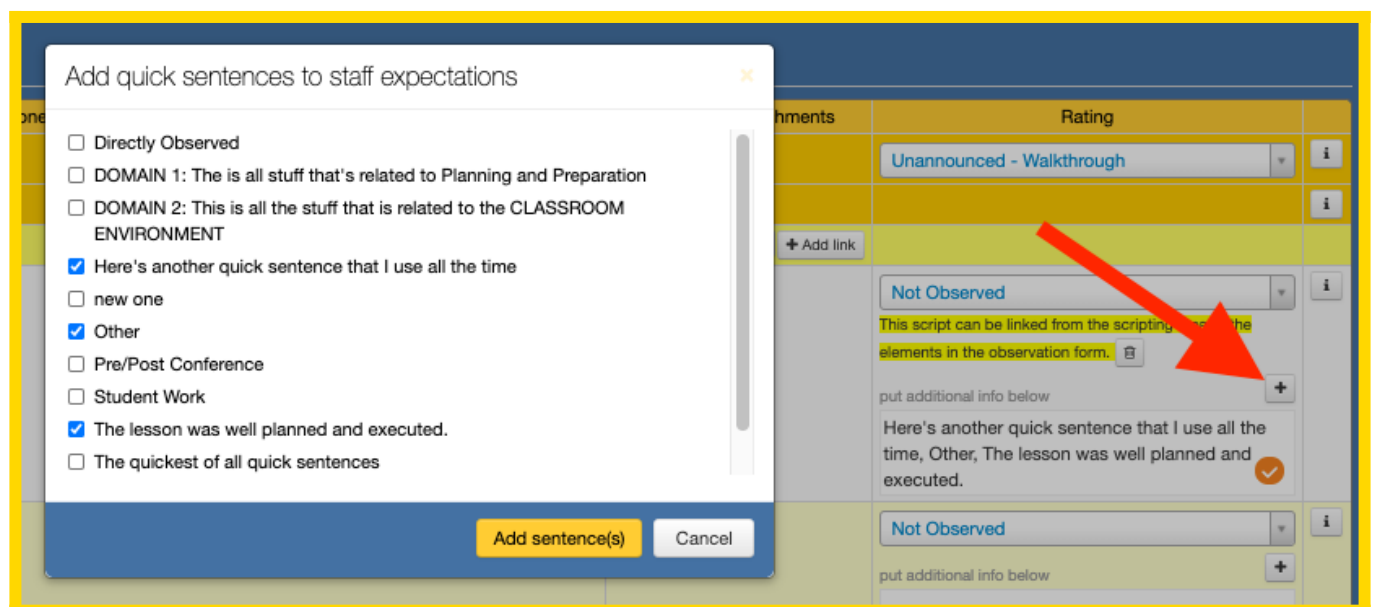 Add quick sentences to staff expectations
×
Directly Observed
DOMAIN 1: The is all stuff that's related to Planning and Preparation
DOMAIN 2: This is all the stuff that is related to the CLASSROOM
ENVIRONMENT
Here's another quick sentence that I use all the time
new one
Other
Pre/Post Conference
Student Work
The lesson was well planned and executed.
The quickest of all quick sentences
Add sentence(s)
Cancel
Rating
Unannounced - Walkthrough
i
i
+ Add link
Not Observed
i
This script can be linked from the scripting
elements in the observation form.
+
put additional info below
Here's another quick sentence that I use all the
time, Other, The lesson was well planned and
executed.
Not Observed
i
+
put additional info below